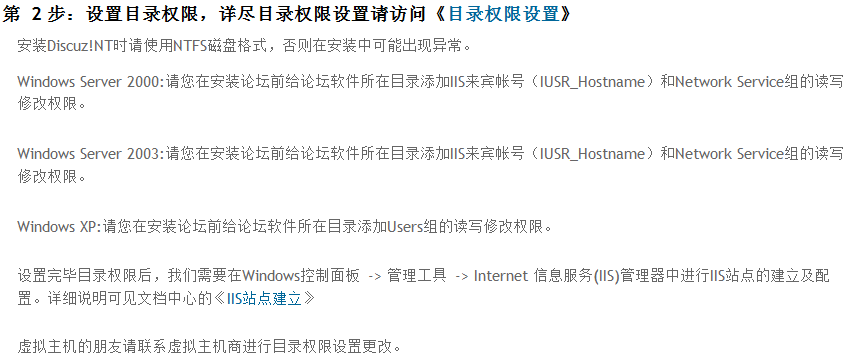 第 2 步：设置目录权限，详尽目录权限设置请访问《目录权限设置》
安装Discuz!NT时请使用NTFS磁盘格式，否则在安装中可能出现异常。
Windows Server 2000:请您在安装论坛前给论坛软件所在目录添加IIS来宾帐号（IUSR_Hostname）和Network Service组的读写
修改权限。
Windows Server 2003:请您在安装论坛前给论坛软件所在目录添加IIS来宾帐号（IUSR_Hostname）和Network Service组的读写
修改权限。
Windows XP:请您在安装论坛前给论坛软件所在目录添加Users组的读写修改权限。
设置完毕目录权限后，我们需要在Windows控制面板 -> 管理工具 -> Internet 信息服务(IIS)管理器中进行IIS站点的建立及配
置。详细说明可见文档中心的《IIS站点建立》
虚拟主机的朋友请联系虚拟主机商进行目录权限设置更改。